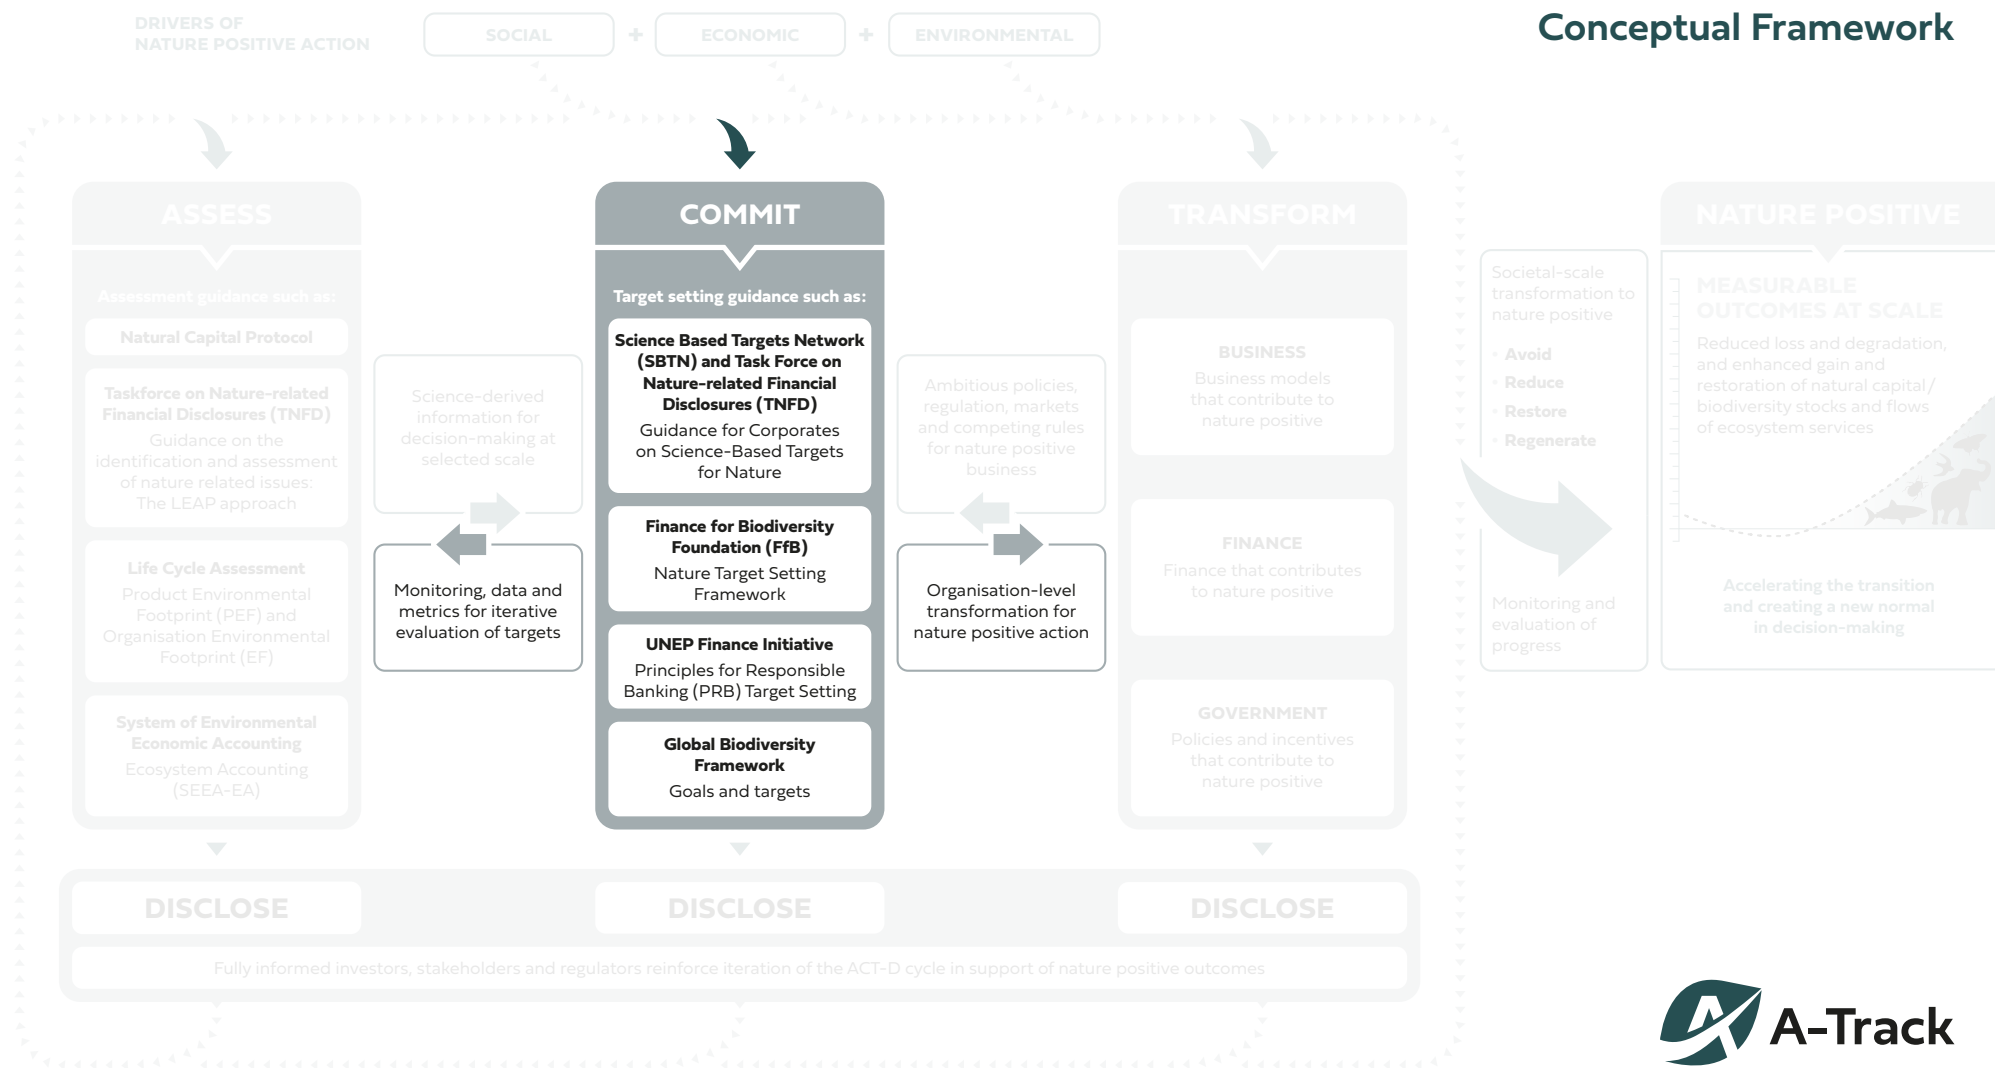 DRIVERS OF
NATURE POSITIVE ACTION
SOCIAL
+
ECONOMIC
+
ENVIRONMENTAL
Conceptual Framework
ASSESS
Assessment guidance such as:
Natural Capital Protocol
Taskforce on Nature-related
Financial Disclosures (TNFD)
Guidance on the
identification and assessment
of nature related issues:
The LEAP approach
Life Cycle Assessment
Product Environmental
Footprint (PEF) and
Organisation Environmental
Footprint (EF)
System of Environmental
Economic Accounting
Ecosystem Accounting
(SEEA-EA)
Science-derived
information for
decision-making at
selected scale
Monitoring, data and
metrics for iterative
evaluation of targets
COMMIT
Target setting guidance such as:
Science Based Targets Network
(SBTN) and Task Force on
Nature-related Financial
Disclosures (TNFD)
Guidance for Corporates
on Science-Based Targets
for Nature
Finance for Biodiversity
Foundation (FfB)
Nature Target Setting
Framework
UNEP Finance Initiative
Principles for Responsible
Banking (PRB) Target Setting
Global Biodiversity
Framework
Goals and targets
Ambitious policies,
regulation, markets
and competing rules
for nature positive
business
Organisation-level
transformation for
nature positive action
TRANSFORM
BUSINESS
Business models
that contribute to
nature positive
FINANCE
Finance that contributes
to nature positive
GOVERNMENT
Policies and incentives
that contribute to
nature positive
Societal-scale
transformation to
nature positive
• Avoid
• Reduce
• Restore
• Regenerate
Monitoring and
evaluation of
progress
NATURE POSITIVE
MEASURABLE
OUTCOMES AT SCALE
Reduced loss and degradation,
and enhanced gain and
restoration of natural capital/
biodiversity stocks and flows
of ecosystem services
Accelerating the transition
and creating a new normal
in decision-making
DISCLOSE
DISCLOSE
DISCLOSE
Fully informed investors, stakeholders and regulators reinforce iteration of the ACT-D cycle in support of nature positive outcomes
A-Track